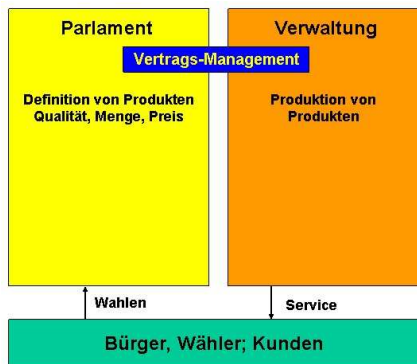 Parlament
Verwaltung
Vertrags-Management
Definition von Produkten
Qualität, Menge, Preis
Produktion von
Produkten
Wahlen
Service
Bürger, Wähler; Kunden